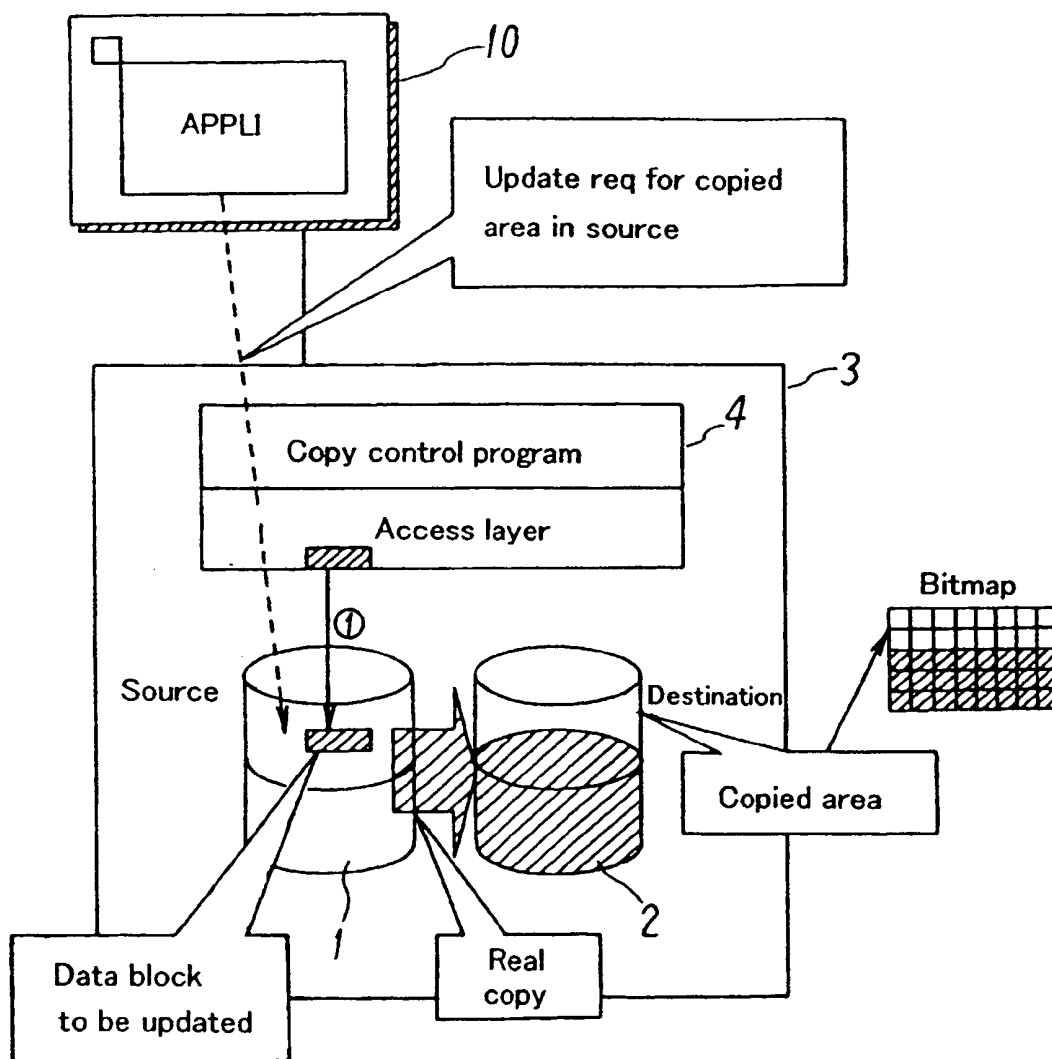 10
APPLI
Update req for copied
area in source
3
4
Copy control program
Access layer
①
Bitmap
Source
Destination
Copied area
1
2
Real
copy
Data block
to be updated